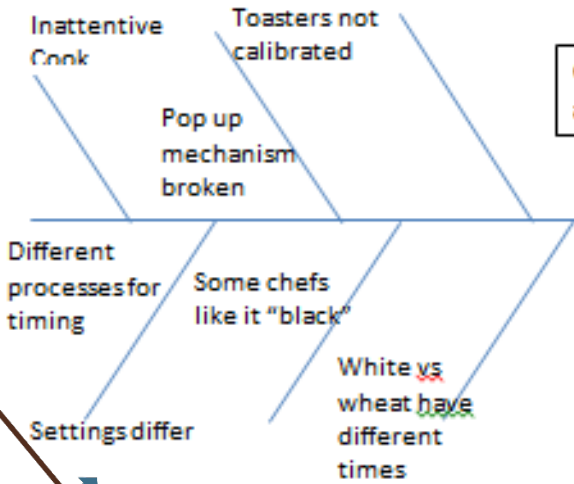 Inattentive
Cook
Toasters not
calibrated
Pop up
mechanism
broken
Different
processes for
timing
Some chefs
like it “black”
White vs
wheat have
different
times
Settings differ